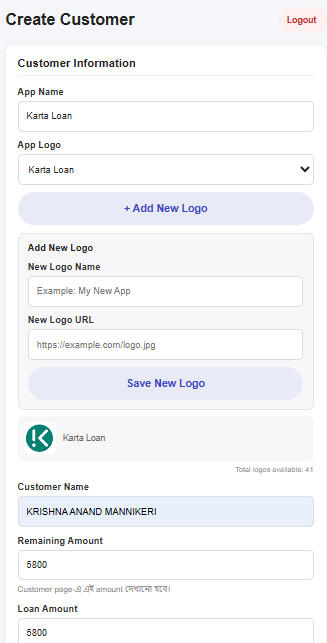 Create Customer
Logout
Customer Information
App Name
Karta Loan
App Logo
Karta Loan
+ Add New Logo
Add New Logo
New Logo Name
Example: My New App
New Logo URL
https://example.com/logo.jpg
Save New Logo
Karta Loan
Total logos available: 41
Customer Name
KRISHNA ANAND MANNIKERI
Remaining Amount
5800
Customer page-এ এই amount দেখানো হবে।
Loan Amount
5800